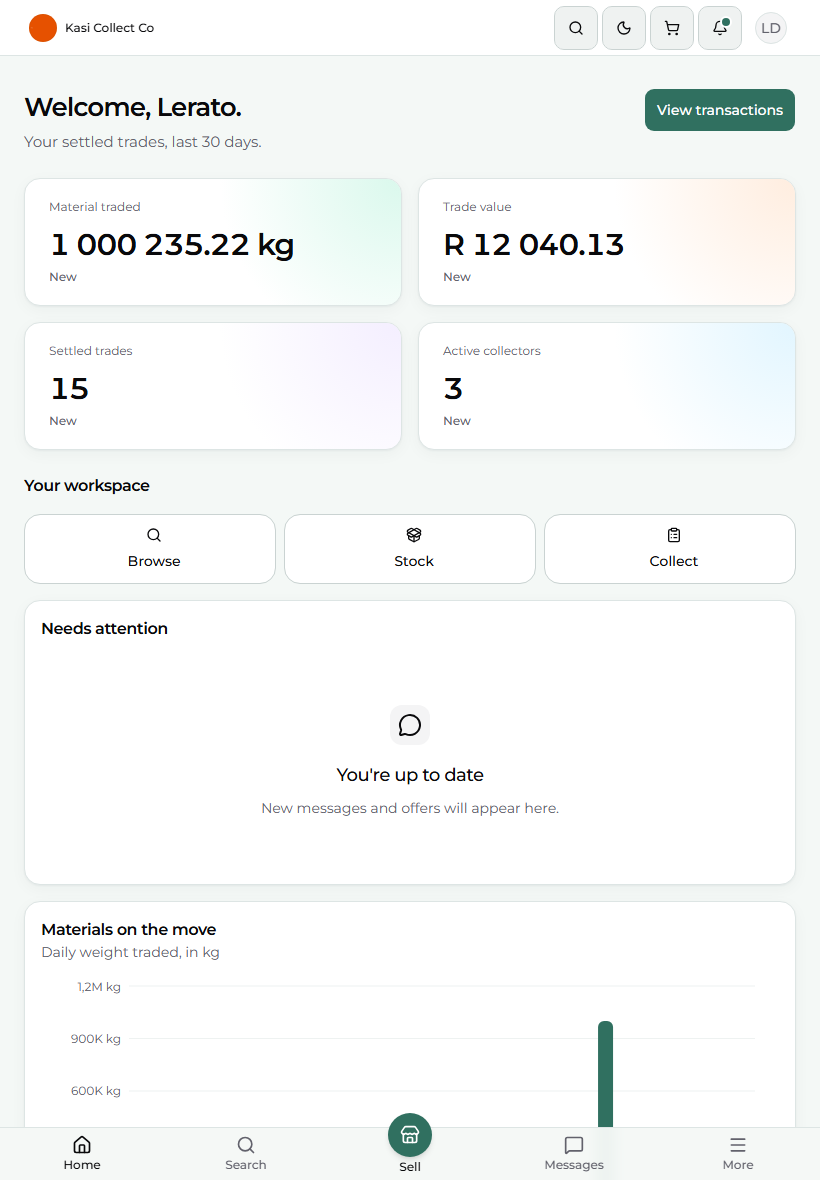 Kasi Collect Co
LD
Welcome, Lerato.
View transactions
Your settled trades, last 30 days.
Material traded
1 000 235.22 kg
New
Trade value
R 12 040.13
New
Settled trades
15
New
Active collectors
3
New
Your workspace
Browse
Stock
Collect
Needs attention
You're up to date
New messages and offers will appear here.
Materials on the move
Daily weight traded, in kg
1,2M kg
900K kg
600K kg
Home
Search
Sell
Messages
More